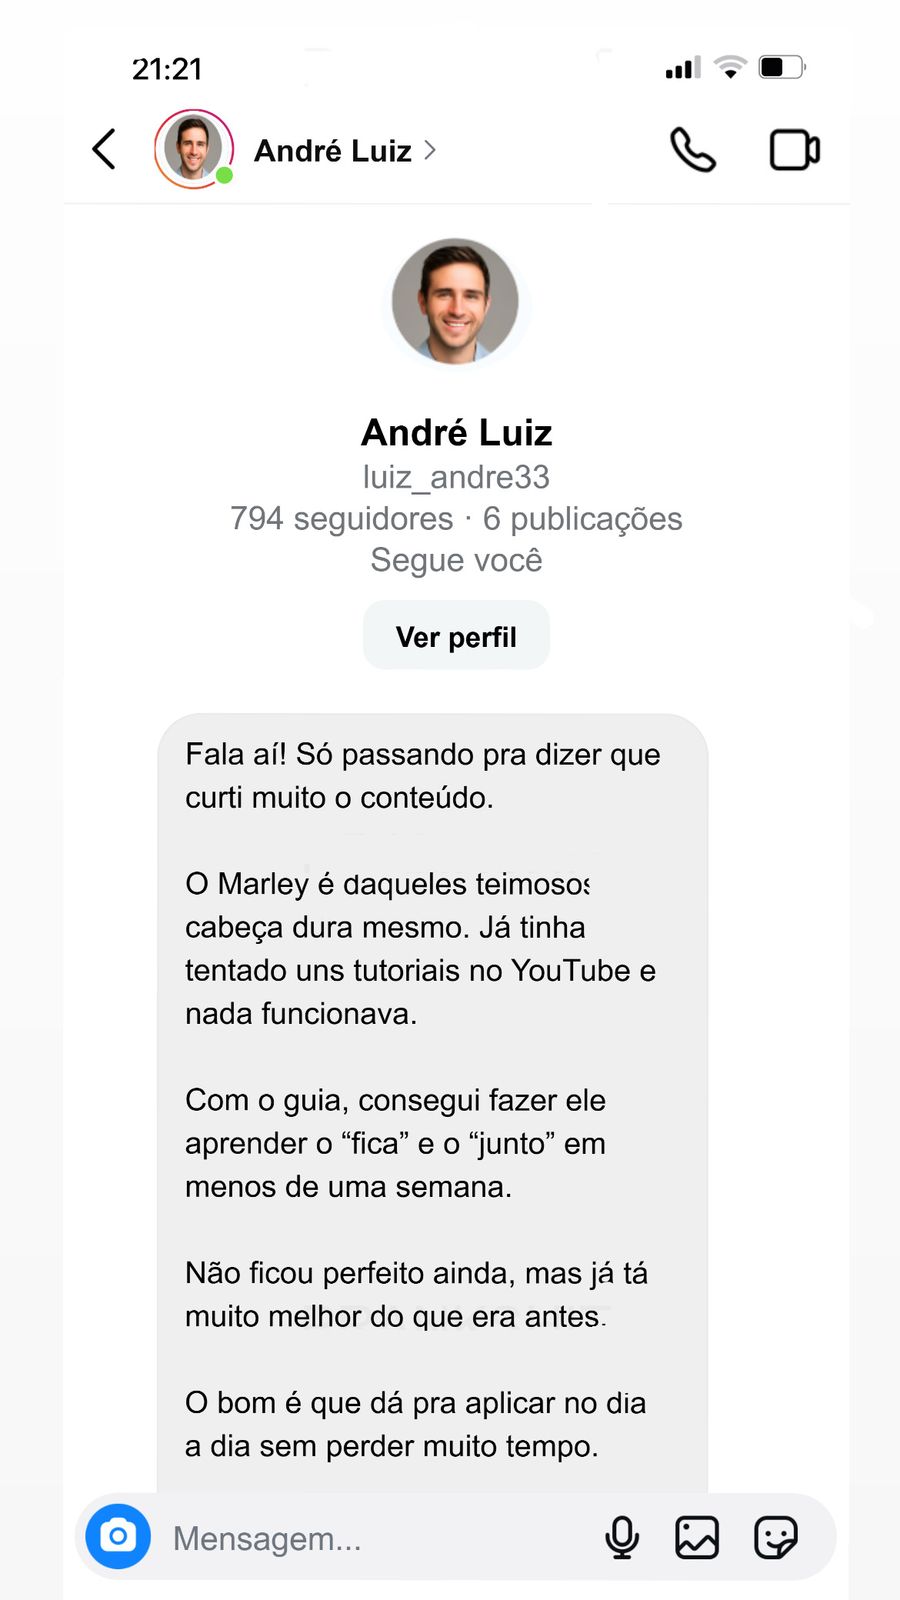 21:21
André Luiz
André Luiz
luiz_andre33
794 seguidores · 6 publicações
Segue você
Ver perfil
Fala aí! Só passando pra dizer que
curti muito o conteúdo.
O Marley é daqueles teimosos
cabeça dura mesmo. Já tinha
tentado uns tutoriais no YouTube e
nada funcionava.
Com o guia, consegui fazer ele
aprender o “fica” e o “junto” em
menos de uma semana.
Não ficou perfeito ainda, mas já tá
muito melhor do que era antes.
O bom é que dá pra aplicar no dia
a dia sem perder muito tempo.
Mensagem...